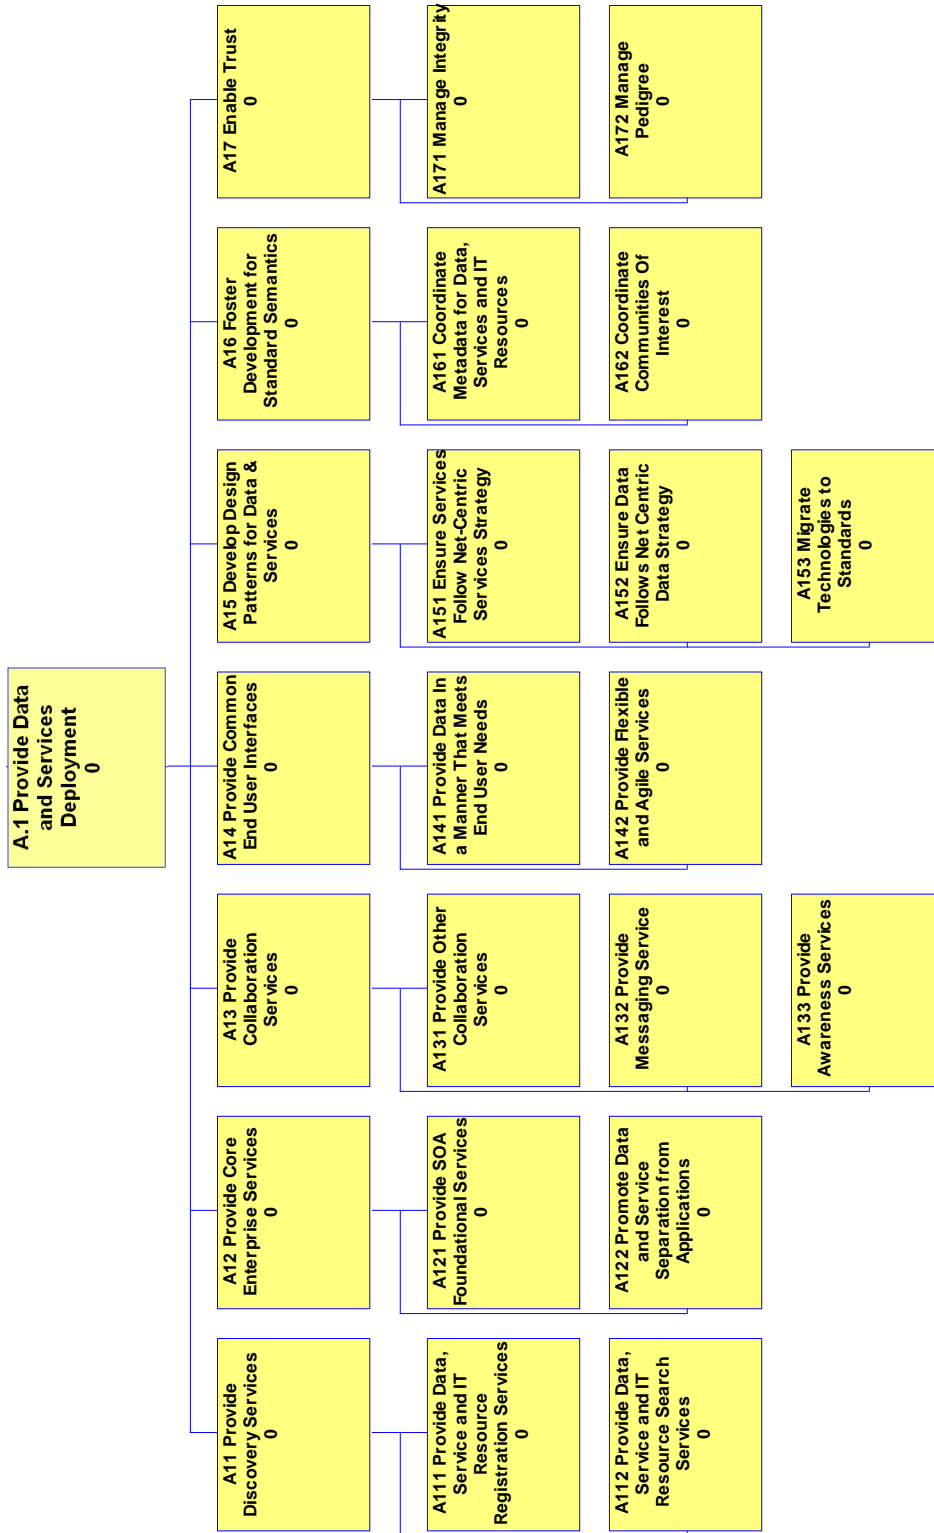 A.1 Provide Data
and Services
Deployment
0
A11 Provide
Discovery Services
0
A12 Provide Core
Enterprise Services
0
A13 Provide
Collaboration
Services
0
A14 Provide Common
End User Interfaces
0
A15 Develop Design
Patterns for Data &
Services
0
A16 Foster
Development for
Standard Semantics
0
A17 Enable Trust
0
A111 Provide Data,
Service and IT
Resource
Registration Services
0
A121 Provide SOA
Foundational Services
0
A131 Provide Other
Collaboration
Services
0
A141 Provide Data In
a Manner That Meets
End User Needs
0
A151 Ensure Services
Follow Net-Centric
Services Strategy
0
A161 Coordinate
Metadata for Data,
Services and IT
Resources
0
A171 Manage Integrity
0
A112 Provide Data,
Service and IT
Resource Search
Services
0
A122 Promote Data
and Service
Separation from
Applications
0
A132 Provide
Messaging Service
0
A142 Provide Flexible
and Agile Services
0
A152 Ensure Data
Follows Net Centric
Data Strategy
0
A162 Coordinate
Communities Of
Interest
0
A172 Manage
Pedigree
0
A133 Provide
Awareness Services
0
A153 Migrate
Technologies to
Standards
0